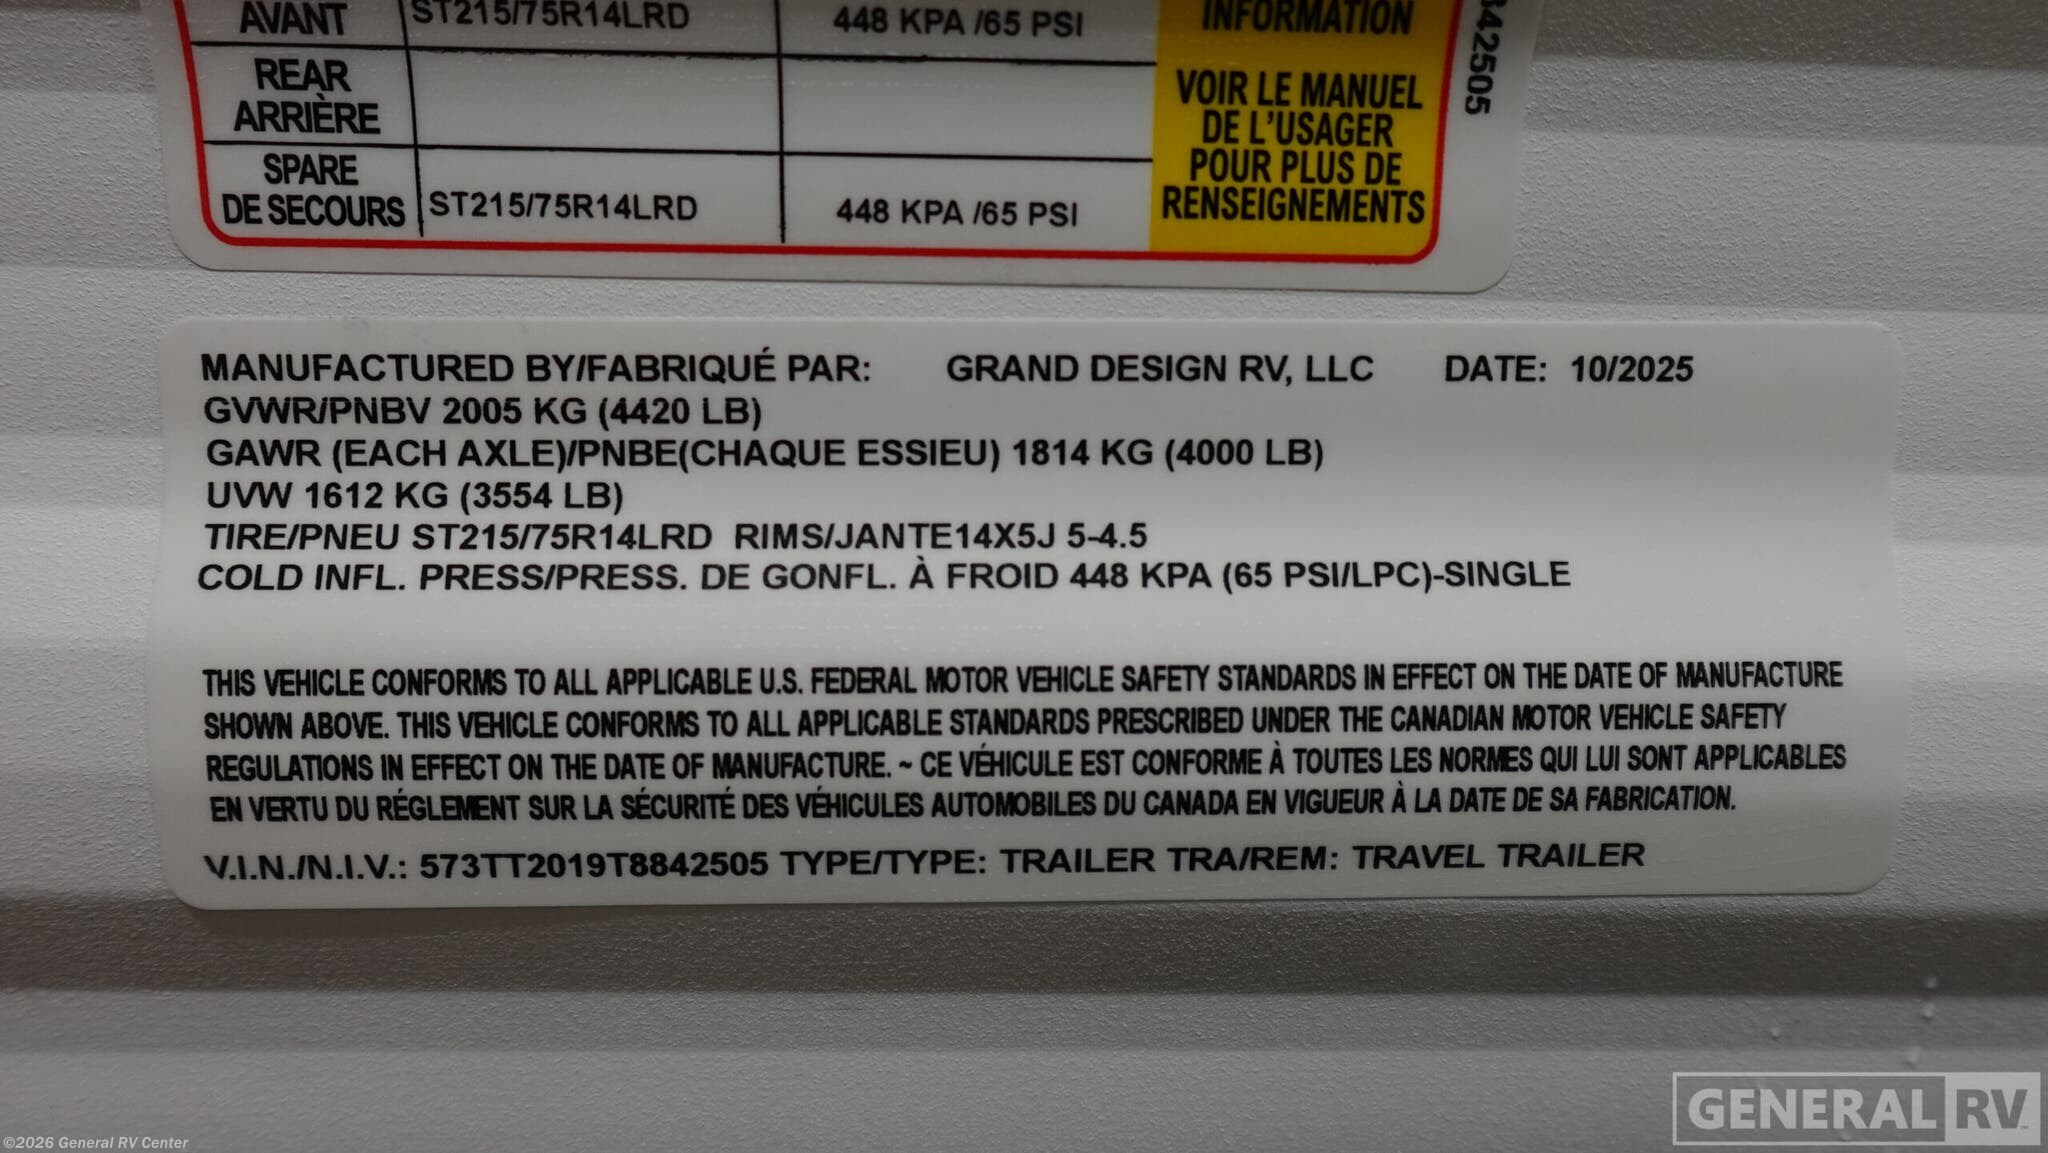 AVANT ST215/75R14LRD 448 KPA /65 PSI
INFORMATION
REAR
ARRIÈRE
SPARE
DE SECOURS ST215/75R14LRD 448 KPA /65 PSI
VOIR LE MANUEL
DE L'USAGER
POUR PLUS DE
RENSEIGNEMENTS
42505
MANUFACTURED BY/FABRIQUÉ PAR: GRAND DESIGN RV, LLC DATE: 10/2025
GVWR/PNBV 2005 KG (4420 LB)
GAWR (EACH AXLE)/PNBE(CHAQUE ESSIEU) 1814 KG (4000 LB)
UVW 1612 KG (3554 LB)
TIRE/PNEU ST215/75R14LRD RIMS/JANTE14X5J 5-4.5
COLD INFL. PRESS/PRESS. DE GONFL. À FROID 448 KPA (65 PSI/LPC)-SINGLE
THIS VEHICLE CONFORMS TO ALL APPLICABLE U.S. FEDERAL MOTOR VEHICLE SAFETY STANDARDS IN EFFECT ON THE DATE OF MANUFACTURE
SHOWN ABOVE. THIS VEHICLE CONFORMS TO ALL APPLICABLE STANDARDS PRESCRIBED UNDER THE CANADIAN MOTOR VEHICLE SAFETY
REGULATIONS IN EFFECT ON THE DATE OF MANUFACTURE. ~ CE VÉHICULE EST CONFORME À TOUTES LES NORMES QUI LUI SONT APPLICABLES
EN VERTU DU RÉGLEMENT SUR LA SÉCURITÉ DES VÉHICULES AUTOMOBILES DU CANADA EN VIGUEUR À LA DATE DE SA FABRICATION.
V.I.N./N.I.V.: 573TT2019T8842505 TYPE/TYPE: TRAILER TRA/REM: TRAVEL TRAILER
GENERAL RV
©2026 General RV Center